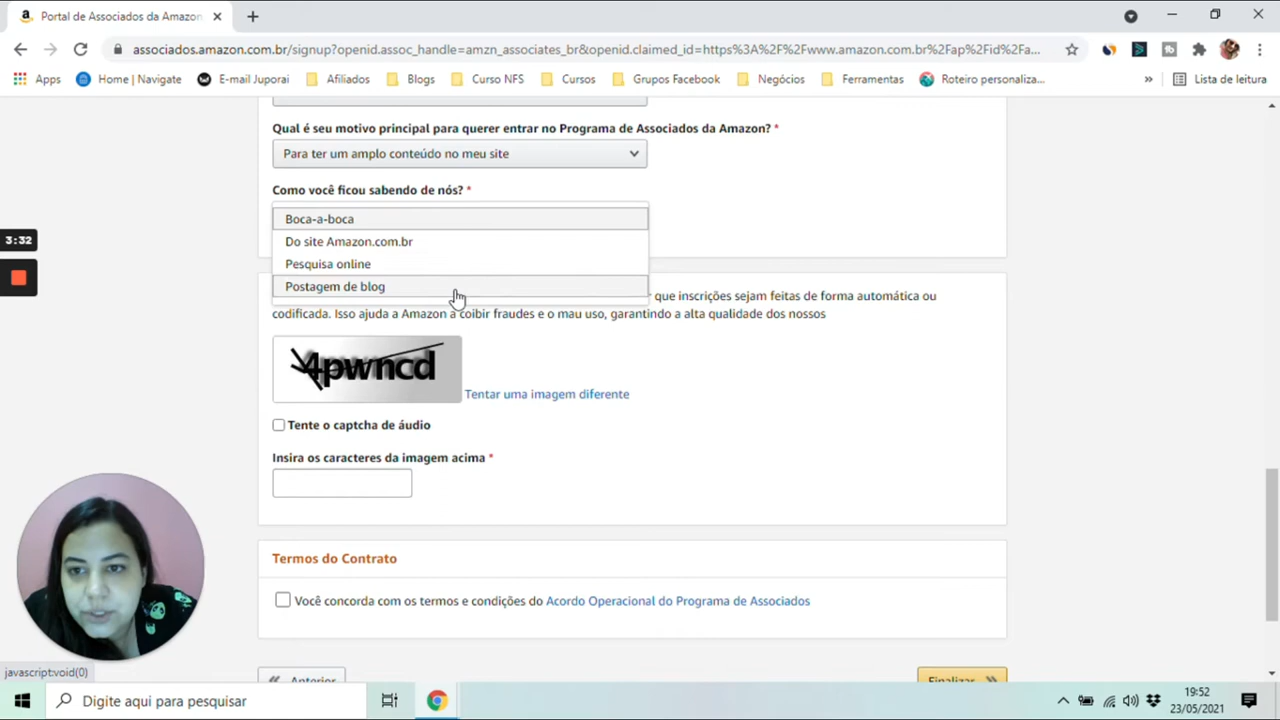 Portal de Associados da Amazon
associados.amazon.com.br/signup?openid.assoc_handle=amzn_associates_br&openid.claimed_id=https%3A%2F%2Fwww.amazon.com.br%2Fap%2Fid%2Fa...
Apps Home | Navigate E-mail Juporai Afiliados Blogs Curso NFS Cursos Grupos Facebook Negócios Ferramentas Roteiro personaliza... » Lista de leitura
Qual é seu motivo principal para querer entrar no Programa de Associados da Amazon? *
Para ter um amplo conteúdo no meu site
Como você ficou sabendo de nós? *
Boca-a-boca
3:32
Do site Amazon.com.br
Pesquisa online
Postagem de blog
que inscrições sejam feitas de forma automática ou
codificada. Isso ajuda a Amazon a coibir fraudes e o mau uso, garantindo a alta qualidade dos nossos
4pwncd
Tentar uma imagem diferente
Tente o captcha de áudio
Insira os caracteres da imagem acima *
Termos do Contrato
Você concorda com os termos e condições do Acordo Operacional do Programa de Associados
javascript:void(0)
« Anterior
Finalizar »
Digite aqui para pesquisar
19:52
23/05/2021